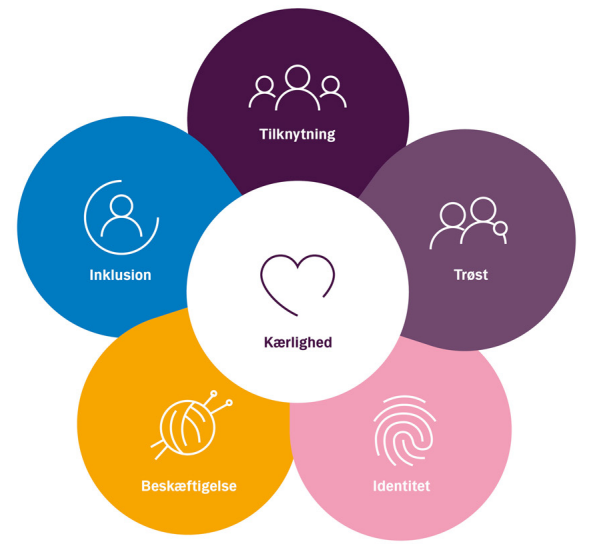 Tilknytning
Inklusion
Trøst
Kærlighed
Beskæftigelse
Identitet